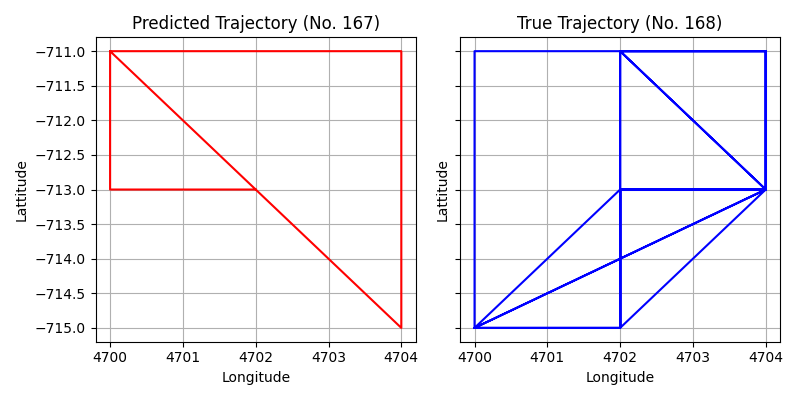 Predicted Trajectory (No. 167)
True Trajectory (No. 168)
−711.0
−711.5
−712.0
−712.5
−713.0
−713.5
−714.0
−714.5
−715.0
Lattitude
Lattitude
4700 4701 4702 4703 4704
4700 4701 4702 4703 4704
Longitude
Longitude